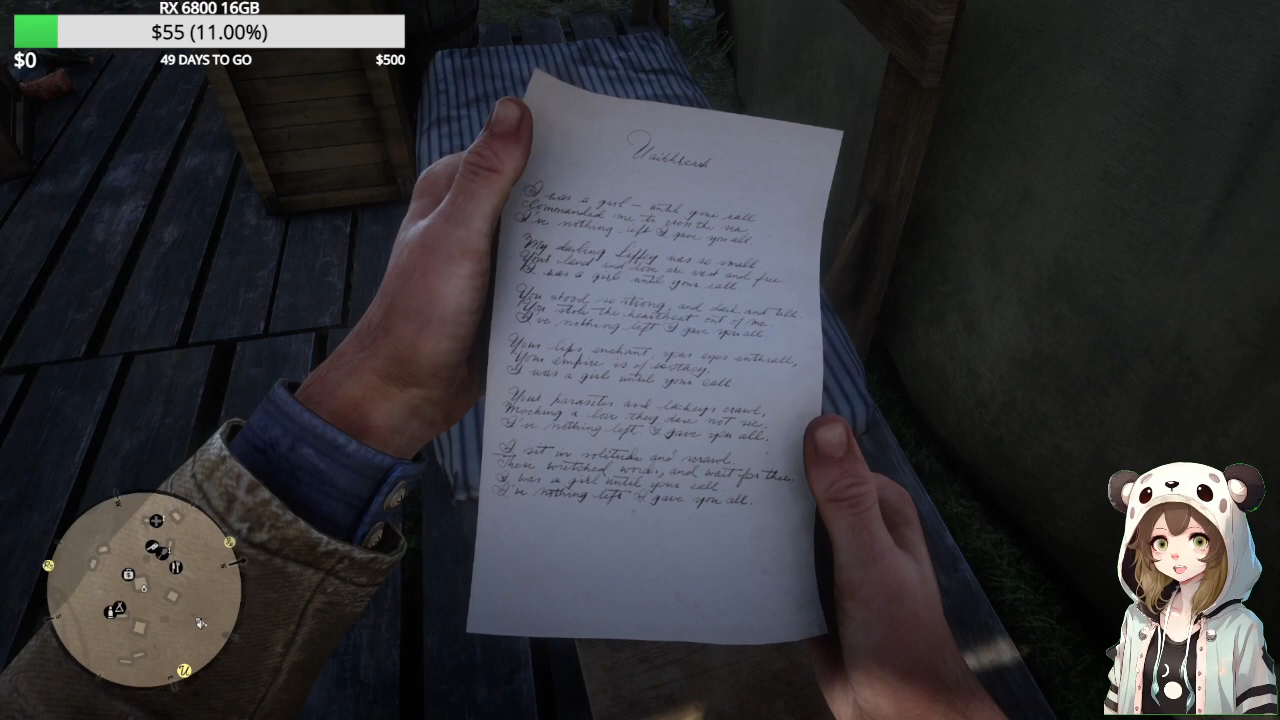 RX 6800 16GB
$55 (11.00%)
$0
49 DAYS TO GO
$500
I was a girl — until your call
Commanded me to cross the sea.
I've nothing left I gave you all.
My darling Liffey was so small
Your land and love are vast and free.
I was a girl until your call
You stood so strong, and dark and tall.
You stole the heart out of me.
I've nothing left I gave you all
Your lips enchant, your eyes enthrall,
Your empire is of ecstasy.
I was a girl until your call
Your parasites and lackeys crawl,
Mocking a love they dare not see.
I've nothing left I gave you all.
I sit in solitude and scrawl.
These wretched words, and wait for thee.
I was a girl until your call.
I've nothing left I gave you all.